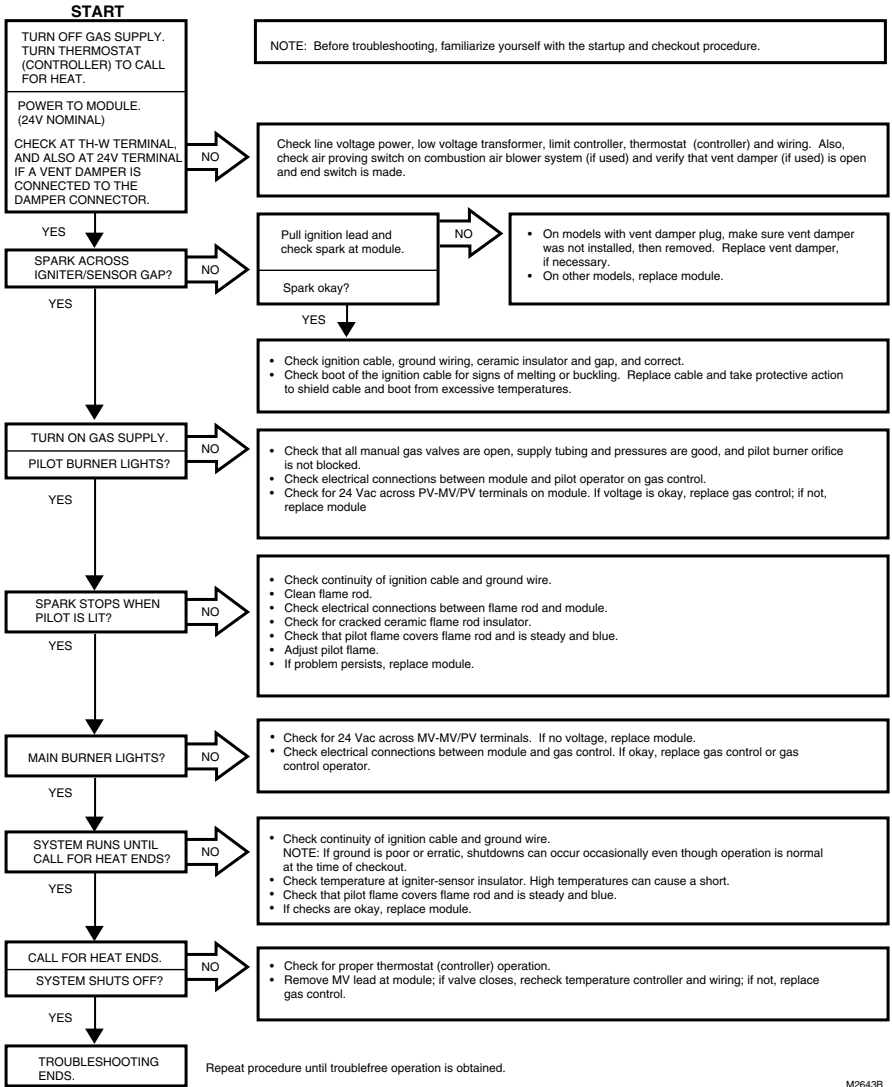 START
TURN OFF GAS SUPPLY.
TURN THERMOSTAT
(CONTROLLER) TO CALL
FOR HEAT.
NOTE: Before troubleshooting, familiarize yourself with the startup and checkout procedure.
POWER TO MODULE.
(24V NOMINAL)
CHECK AT TH-W TERMINAL,
AND ALSO AT 24V TERMINAL
IF A VENT DAMPER IS
CONNECTED TO THE
DAMPER CONNECTOR.
NO
Check line voltage power, low voltage transformer, limit controller, thermostat (controller) and wiring. Also,
check air proving switch on combustion air blower system (if used) and verify that vent damper (if used) is open
and end switch is made.
YES
SPARK ACROSS
IGNITER/SENSOR GAP?
NO
Pull ignition lead and
check spark at module.
Spark okay?
NO
• On models with vent damper plug, make sure vent damper
was not installed, then removed. Replace vent damper,
if necessary.
• On other models, replace module.
YES
YES
• Check ignition cable, ground wiring, ceramic insulator and gap, and correct.
• Check boot of the ignition cable for signs of melting or buckling. Replace cable and take protective action
to shield cable and boot from excessive temperatures.
TURN ON GAS SUPPLY.
PILOT BURNER LIGHTS?
NO
• Check that all manual gas valves are open, supply tubing and pressures are good, and pilot burner orifice
is not blocked.
• Check electrical connections between module and pilot operator on gas control.
• Check for 24 Vac across PV-MV/PV terminals on module. If voltage is okay, replace gas control; if not,
replace module
YES
SPARK STOPS WHEN
PILOT IS LIT?
NO
• Check continuity of ignition cable and ground wire.
• Clean flame rod.
• Check electrical connections between flame rod and module.
• Check for cracked ceramic flame rod insulator.
• Check that pilot flame covers flame rod and is steady and blue.
• Adjust pilot flame.
• If problem persists, replace module.
YES
MAIN BURNER LIGHTS?
NO
• Check for 24 Vac across MV-MV/PV terminals. If no voltage, replace module.
• Check electrical connections between module and gas control. If okay, replace gas control or gas
control operator.
YES
SYSTEM RUNS UNTIL
CALL FOR HEAT ENDS?
NO
• Check continuity of ignition cable and ground wire.
NOTE: If ground is poor or erratic, shutdowns can occur occasionally even though operation is normal
at the time of checkout.
• Check temperature at igniter-sensor insulator. High temperatures can cause a short.
• Check that pilot flame covers flame rod and is steady and blue.
• If checks are okay, replace module.
YES
CALL FOR HEAT ENDS.
SYSTEM SHUTS OFF?
NO
• Check for proper thermostat (controller) operation.
• Remove MV lead at module; if valve closes, recheck temperature controller and wiring; if not, replace
gas control.
YES
TROUBLESHOOTING
ENDS.
Repeat procedure until troublefree operation is obtained.
M2643B